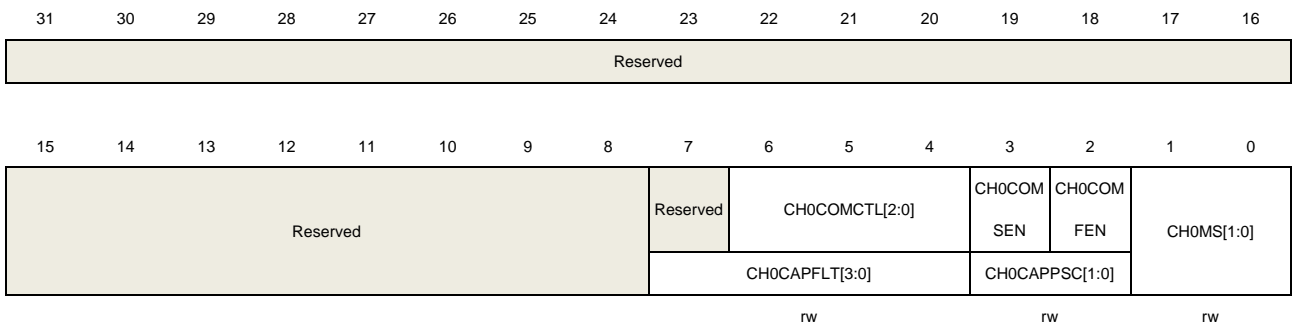 31 30 29 28 27 26 25 24 23 22 21 20 19 18 17 16
Reserved
15 14 13 12 11 10 9 8 7 6 5 4 3 2 1 0
Reserved
Reserved
CH0COMCTL[2:0]
CH0COM
SEN
CH0COM
FEN
CH0MS[1:0]
CH0CAPFLT[3:0]
CH0CAPPSC[1:0]
rw rw rw